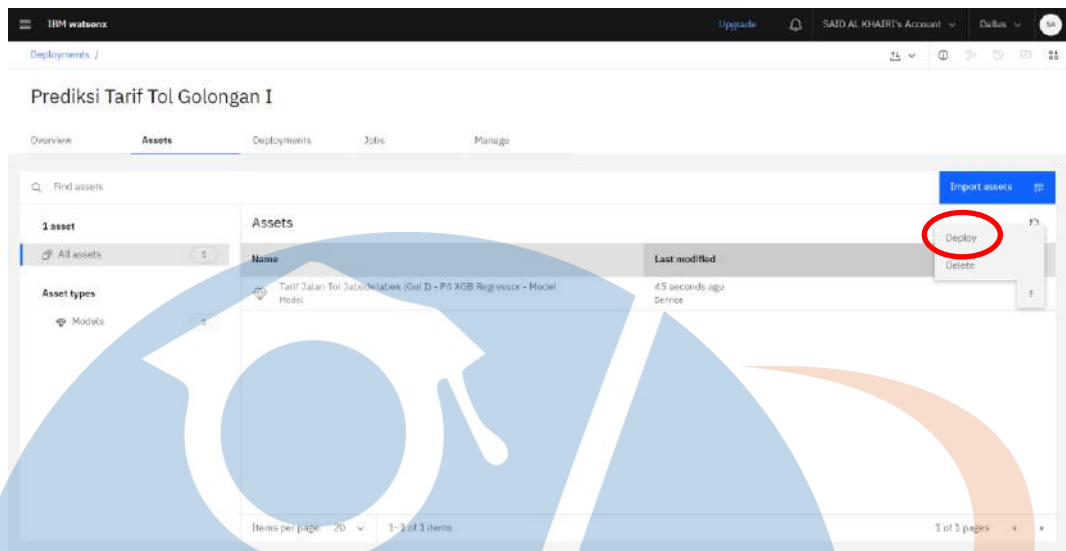 IBM watsonx Upgrade SAID AL KHAIRI's Account Dallas SA
Deployments /
Prediksi Tarif Tol Golongan I
Overview Assets Deployments Jobs Manage
Find assets Import assets
1 asset Assets
Deploy
All assets 1 Name Last modified
Delete
Asset types Tarif Jalan Tol Jabodetabek (Gol I) - P4 XGB Regressor - Model 45 seconds ago
Model Service
Models 1
Items per page: 20 1-1 of 1 items 1 of 1 pages